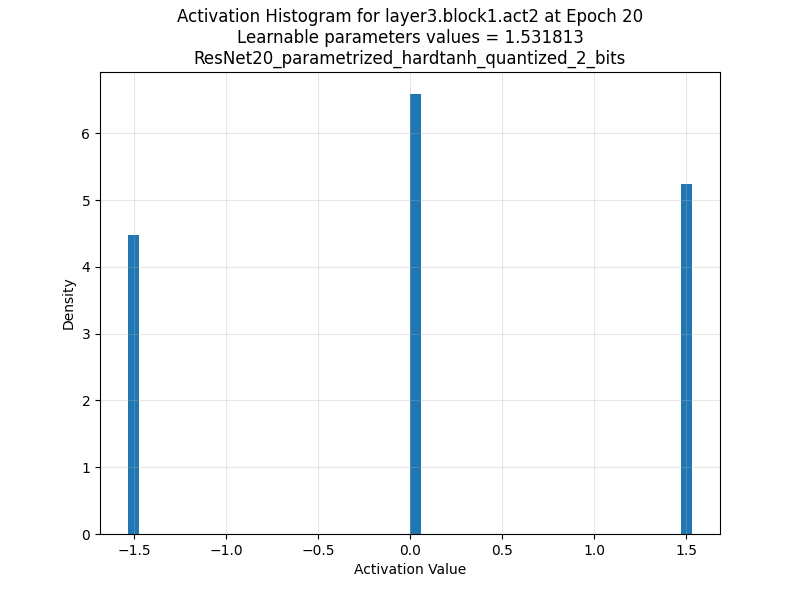 Activation Histogram for layer3.block1.act2 at Epoch 20
Learnable parameters values = 1.531813
ResNet20_parametrized_hardtanh_quantized_2_bits
6
5
4
3
2
1
0
Density
−1.5 −1.0 −0.5 0.0 0.5 1.0 1.5
Activation Value